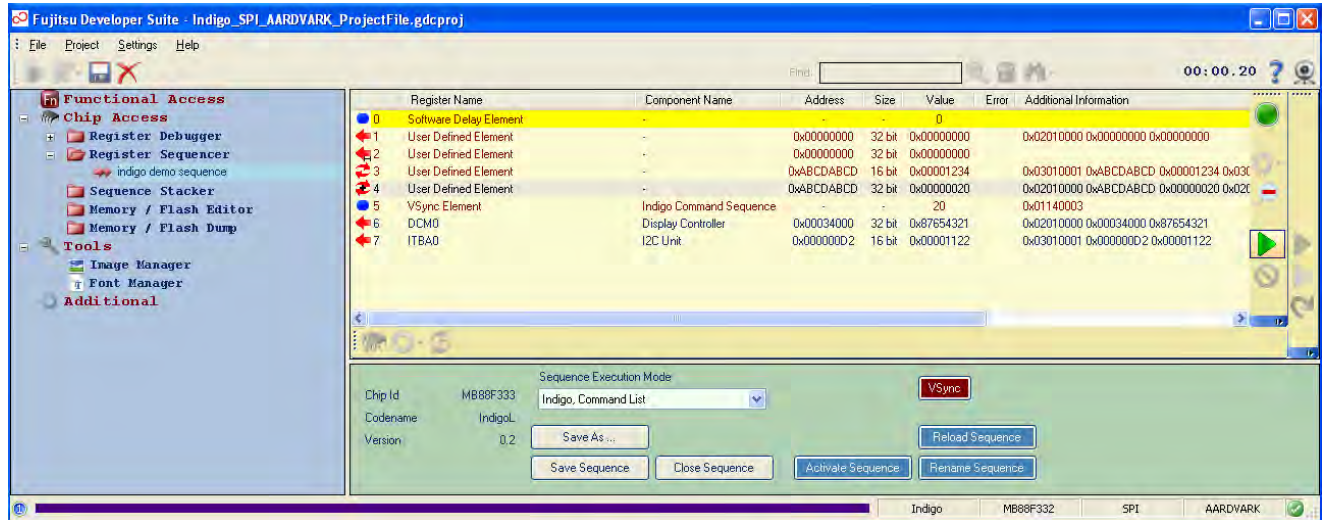 Fujitsu Developer Suite - Indigo_SPI_AARDVARK_ProjectFile.gdcproj
File Project Settings Help
Find: 00:00.20
Functional Access
Chip Access
Register Debugger
Register Sequencer
indigo demo sequence
Sequence Stacker
Memory / Flash Editor
Memory / Flash Dump
Tools
Image Manager
Font Manager
Additional
Register Name Component Name Address Size Value Error Additional Information
0 Software Delay Element - - - 0
1 User Defined Element - 0x00000000 32 bit 0x00000000 0x02010000 0x00000000 0x00000000
2 User Defined Element - 0x00000000 32 bit 0x00000000
3 User Defined Element - 0xABCDABCD 16 bit 0x00001234 0x03010001 0xABCDABCD 0x00001234 0x030
4 User Defined Element - 0xABCDABCD 32 bit 0x00000020 0x02010000 0xABCDABCD 0x00000020 0x020
5 VSync Element Indigo Command Sequence - - 20 0x01140003
6 DCM0 Display Controller 0x00034000 32 bit 0x87654321 0x02010000 0x00034000 0x87654321
7 ITBA0 I2C Unit 0x000000D2 16 bit 0x00001122 0x03010001 0x000000D2 0x00001122
Chip Id MB88F333
Codename IndigoL
Version 0.2
Sequence Execution Mode
Indigo, Command List
VSync
Save As ... Reload Sequence
Save Sequence Close Sequence Activate Sequence Rename Sequence
Indigo MB88F332 SPI AARDVARK